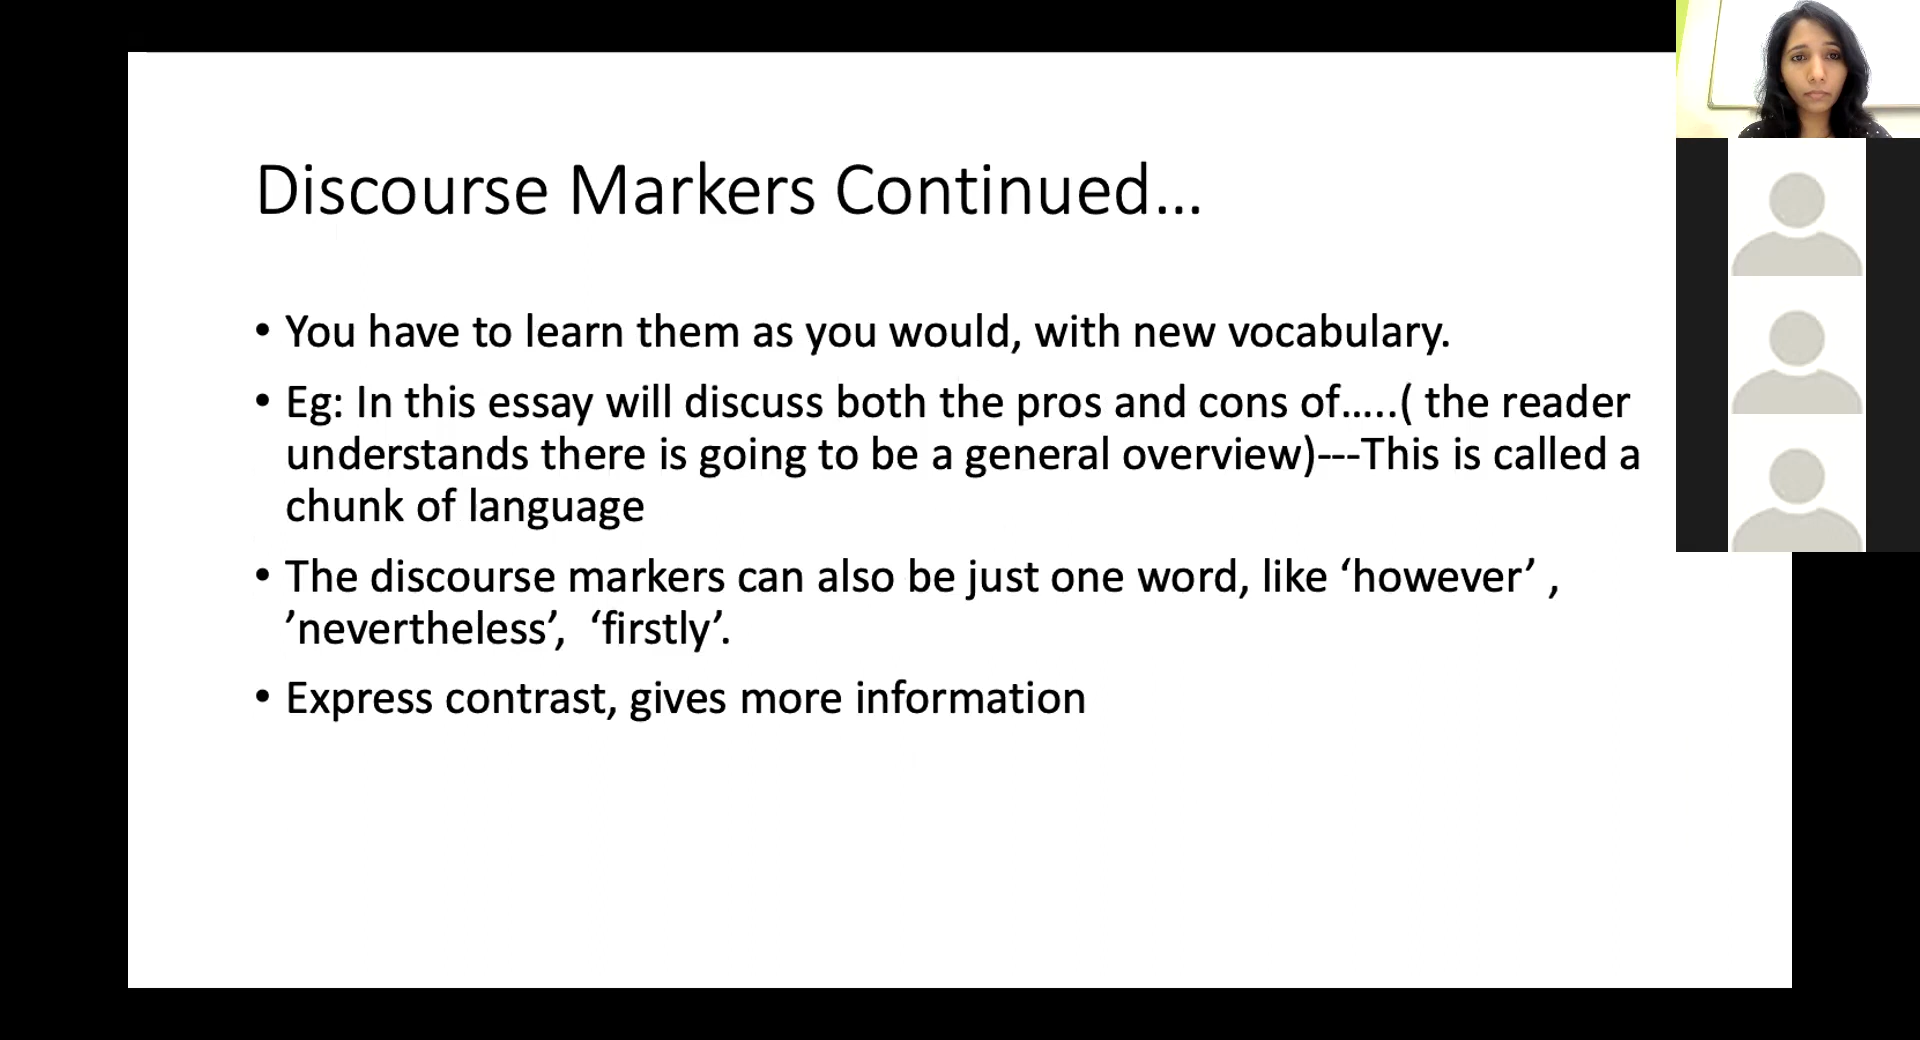 Discourse Markers Continued...
• You have to learn them as you would, with new vocabulary.
• Eg: In this essay will discuss both the pros and cons of.....( the reader
understands there is going to be a general overview)---This is called a
chunk of language
• The discourse markers can also be just one word, like ‘however’ ,
’nevertheless’,  ‘firstly’.
• Express contrast, gives more information